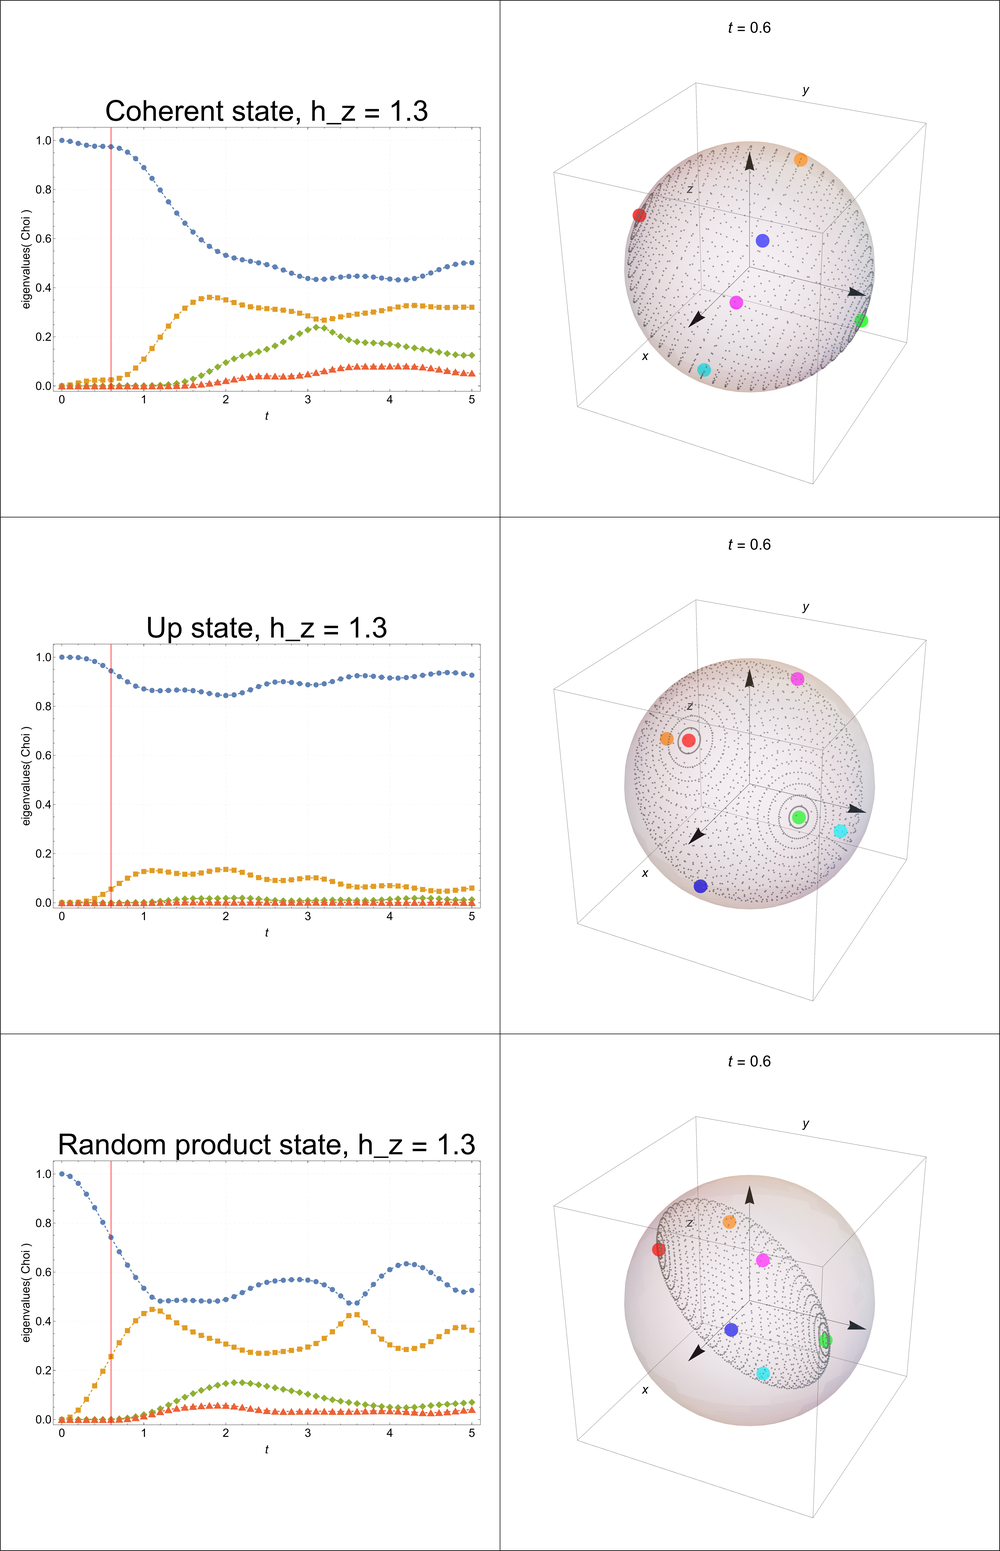 t = 0.6
y
Coherent state, h_z = 1.3
1.0
0.8
z
0.6
eigenvalues( Choi )
0.4
x
0.2
0.0
0 1 2 3 4 5
t
t = 0.6
y
Up state, h_z = 1.3
1.0
0.8
z
0.6
eigenvalues( Choi )
0.4
x
0.2
0.0
0 1 2 3 4 5
t
t = 0.6
y
Random product state, h_z = 1.3
1.0
0.8
z
0.6
eigenvalues( Choi )
0.4
x
0.2
0.0
0 1 2 3 4 5
t